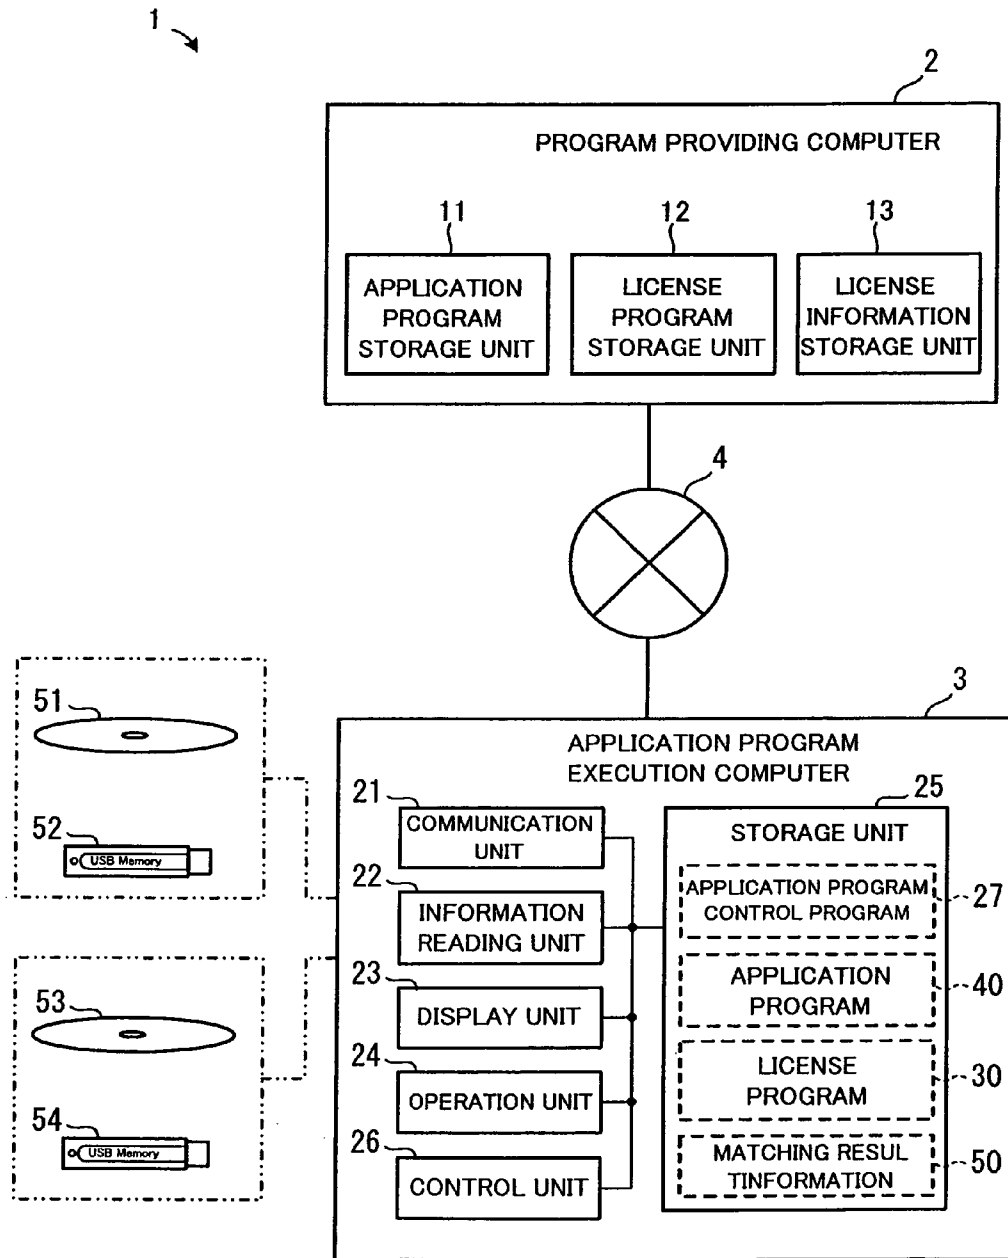 1
2
PROGRAM PROVIDING COMPUTER
11
12
13
APPLICATION
PROGRAM
STORAGE UNIT
LICENSE
PROGRAM
STORAGE UNIT
LICENSE
INFORMATION
STORAGE UNIT
4
3
APPLICATION PROGRAM
EXECUTION COMPUTER
51
52
USB Memory
53
54
USB Memory
21
COMMUNICATION
UNIT
22
INFORMATION
READING UNIT
23
DISPLAY UNIT
24
OPERATION UNIT
26
CONTROL UNIT
25
STORAGE UNIT
APPLICATION PROGRAM
CONTROL PROGRAM
27
APPLICATION
PROGRAM
40
LICENSE
PROGRAM
30
MATCHING RESUL
TINFORMATION
50